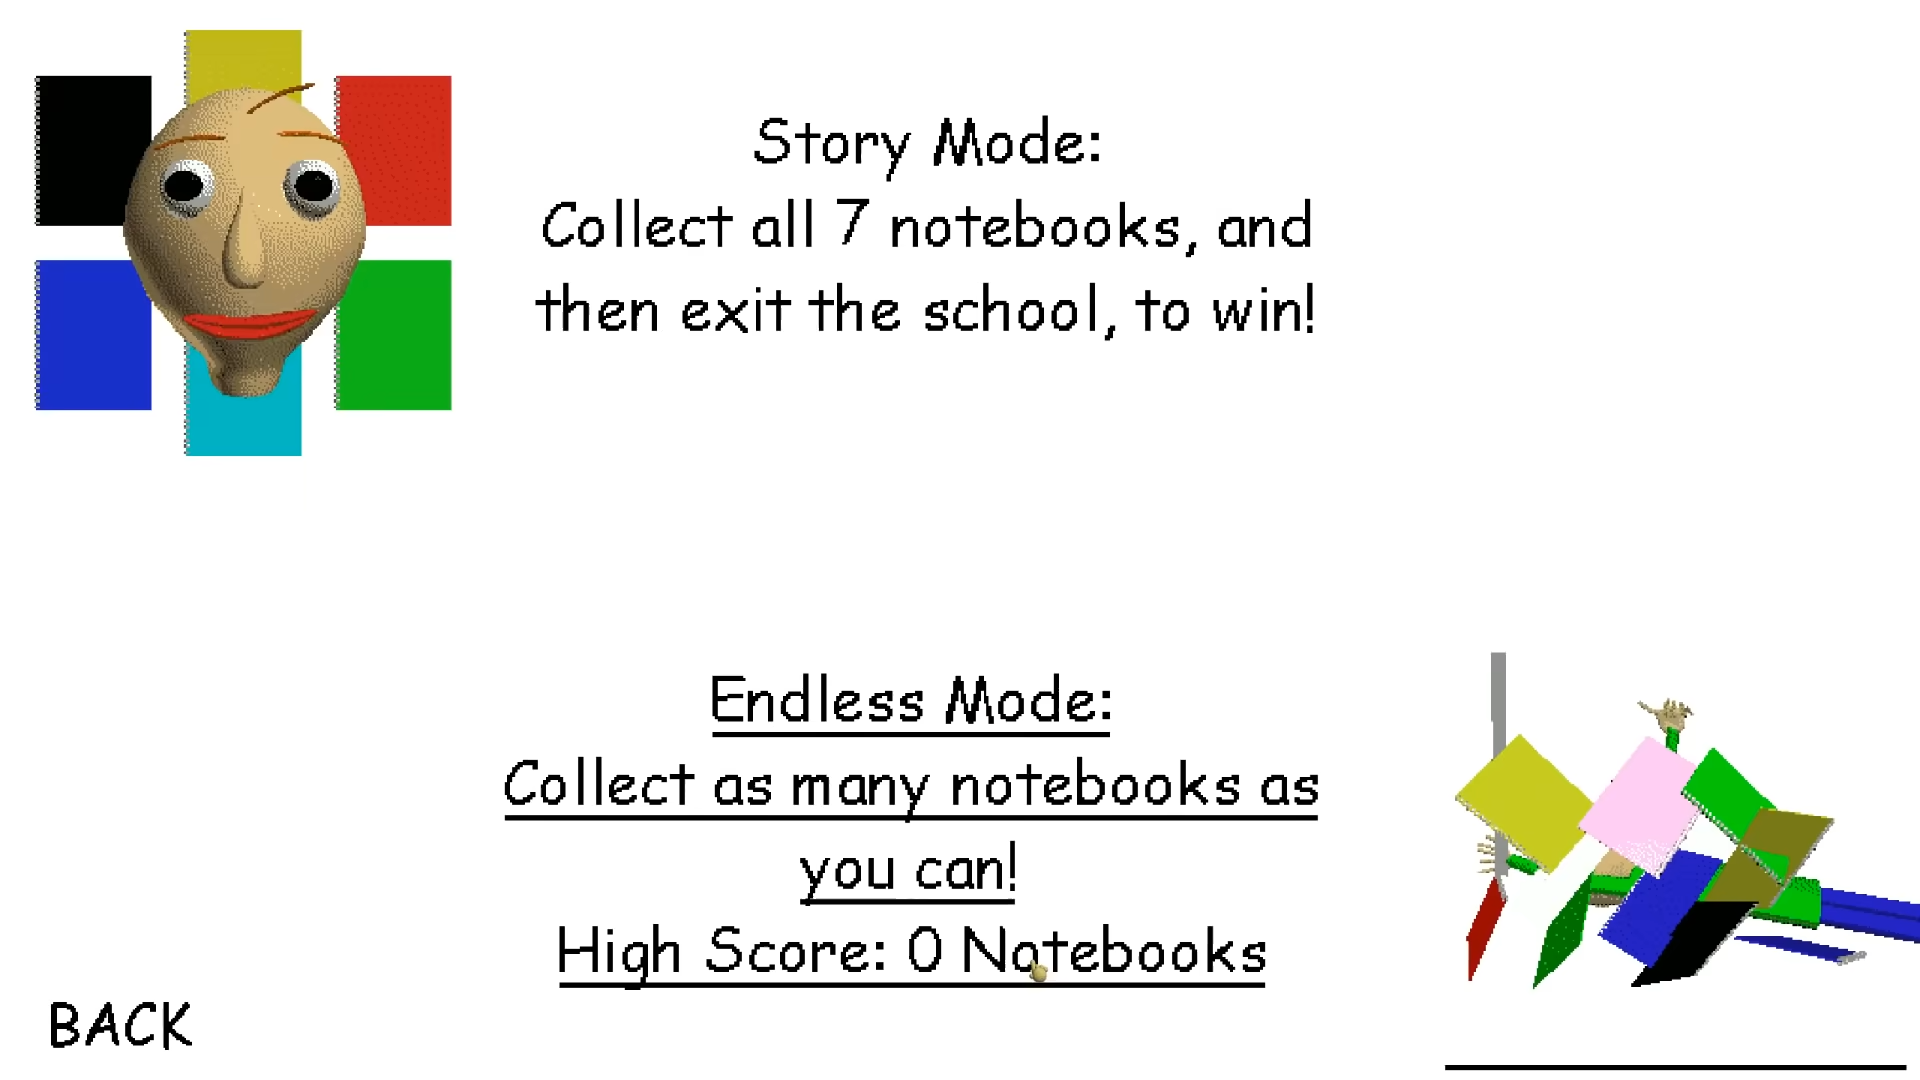 Story Mode:
Collect all 7 notebooks, and
then exit the school, to win!
Endless Mode:
Collect as many notebooks as
you can!
High Score: 0 Notebooks
BACK